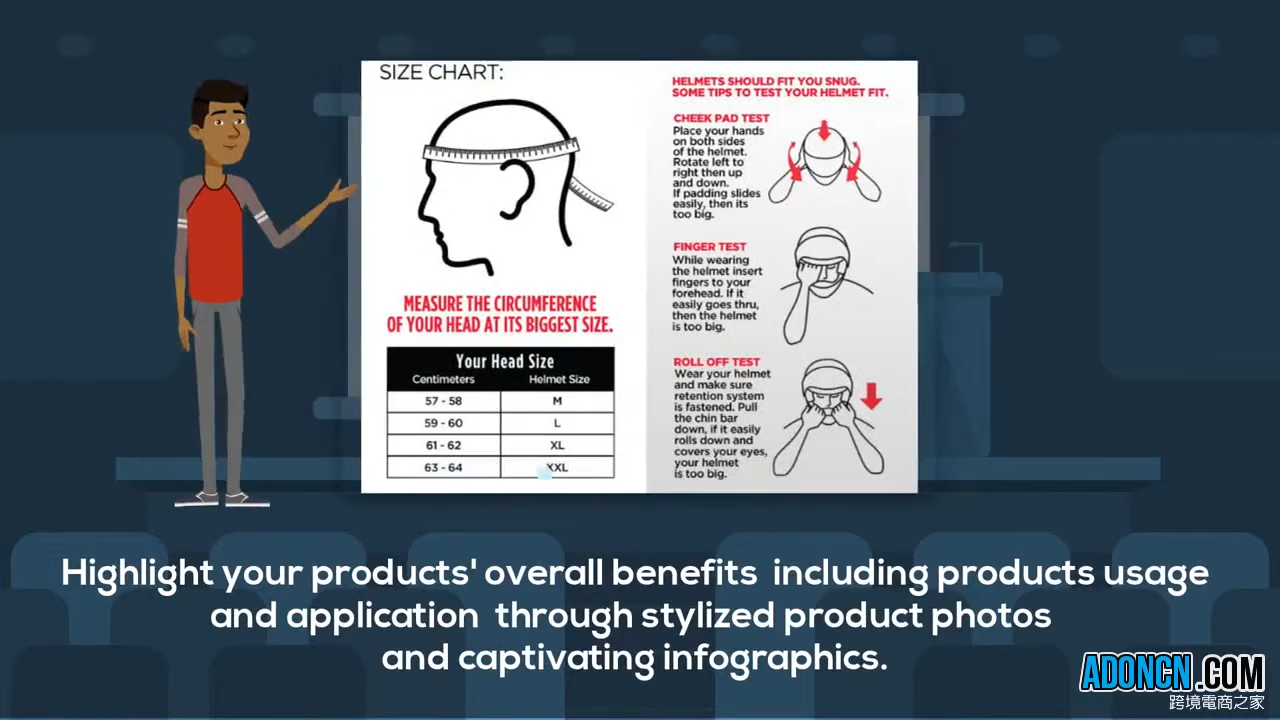 SIZE CHART:
MEASURE THE CIRCUMFERENCE
OF YOUR HEAD AT ITS BIGGEST SIZE.
Your Head Size
Centimeters Helmet Size
57 - 58 M
59 - 60 L
61 - 62 XL
63 - 64 XXL
HELMETS SHOULD FIT YOU SNUG.
SOME TIPS TO TEST YOUR HELMET FIT.
CHEEK PAD TEST
Place your hands
on both sides
of the helmet.
Rotate left to
right then up
and down.
If padding slides
easily, then its
too big.
FINGER TEST
While wearing
the helmet insert
fingers to your
forehead. If it
easily goes thru,
then the helmet
is too big.
ROLL OFF TEST
Wear your helmet
and make sure
retention system
is fastened. Pull
the chin bar
down, if it easily
rolls down and
covers your eyes,
your helmet
is too big.
Highlight your products' overall benefits including products usage
and application through stylized product photos
and captivating infographics.
ADONCN.COM
跨境電商之家